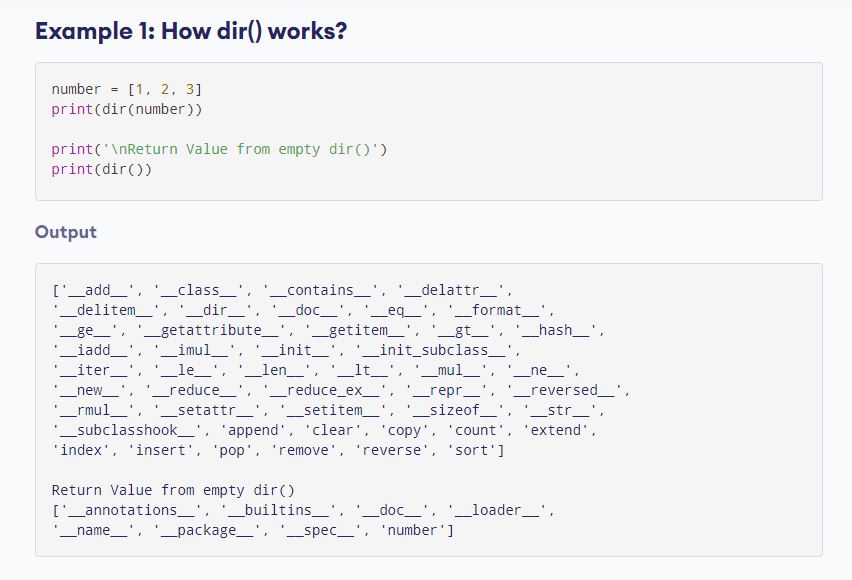 Example 1: How dir() works?
number = [1, 2, 3]
print(dir(number))
print('\nReturn Value from empty dir()')
print(dir())
Output
['__add__', '__class__', '__contains__', '__delattr__',
'__delitem__', '__dir__', '__doc__', '__eq__', '__format__',
'__ge__', '__getattribute__', '__getitem__', '__gt__', '__hash__',
'__iadd__', '__imul__', '__init__', '__init_subclass__',
'__iter__', '__le__', '__len__', '__lt__', '__mul__', '__ne__',
'__new__', '__reduce__', '__reduce_ex__', '__repr__', '__reversed__',
'__rmul__', '__setattr__', '__setitem__', '__sizeof__', '__str__',
'__subclasshook__', 'append', 'clear', 'copy', 'count', 'extend',
'index', 'insert', 'pop', 'remove', 'reverse', 'sort']
Return Value from empty dir()
['__annotations__', '__builtins__', '__doc__', '__loader__',
'__name__', '__package__', '__spec__', 'number']